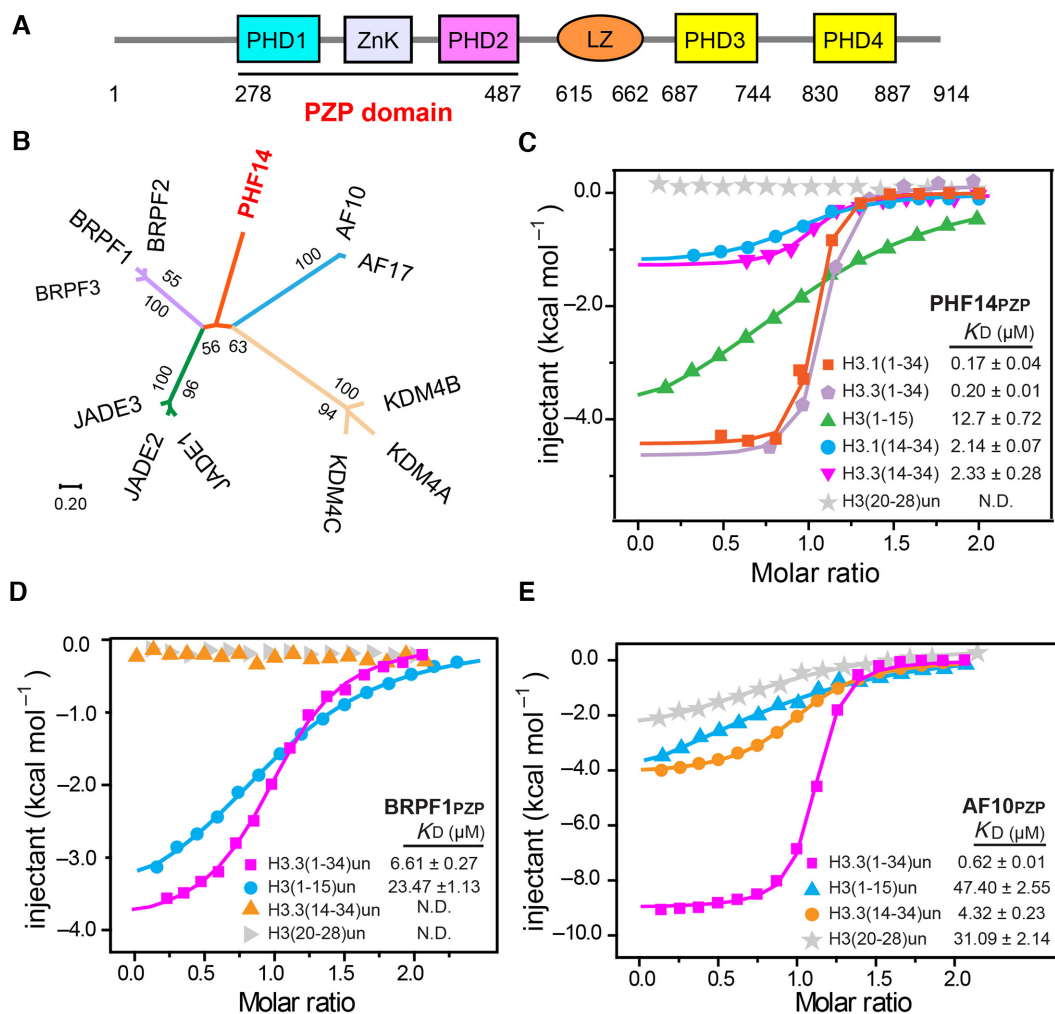 A
PHD1 ZnK PHD2 LZ PHD3 PHD4
1 278 487 615 662 687 744 830 887 914
PZP domain
B
PHF14
BRPF2
BRPF1
BRPF3
AF10
AF17
55
100
100
56 63
100
96
100
94
JADE3
JADE2
JADE1
KDM4B
KDM4A
KDM4C
0.20
C
injectant (kcal mol−1)
0.0
−2.0
−4.0
PHF14PZP
KD (μM)
H3.1(1-34) 0.17 ± 0.04
H3.3(1-34) 0.20 ± 0.01
H3(1-15) 12.7 ± 0.72
H3.1(14-34) 2.14 ± 0.07
H3.3(14-34) 2.33 ± 0.28
H3(20-28)un N.D.
0.0 0.5 1.0 1.5 2.0
Molar ratio
D
injectant (kcal mol−1)
0.0
−1.0
−2.0
−3.0
−4.0
BRPF1PZP
KD (μM)
H3.3(1-34)un 6.61 ± 0.27
H3(1-15)un 23.47 ±1.13
H3.3(14-34)un N.D.
H3(20-28)un N.D.
0.0 0.5 1.0 1.5 2.0
Molar ratio
E
injectant (kcal mol−1)
0.0
−2.0
−4.0
−6.0
−8.0
−10.0
AF10PZP
KD (μM)
H3.3(1-34)un 0.62 ± 0.01
H3(1-15)un 47.40 ± 2.55
H3.3(14-34)un 4.32 ± 0.23
H3(20-28)un 31.09 ± 2.14
0.0 0.5 1.0 1.5 2.0
Molar ratio